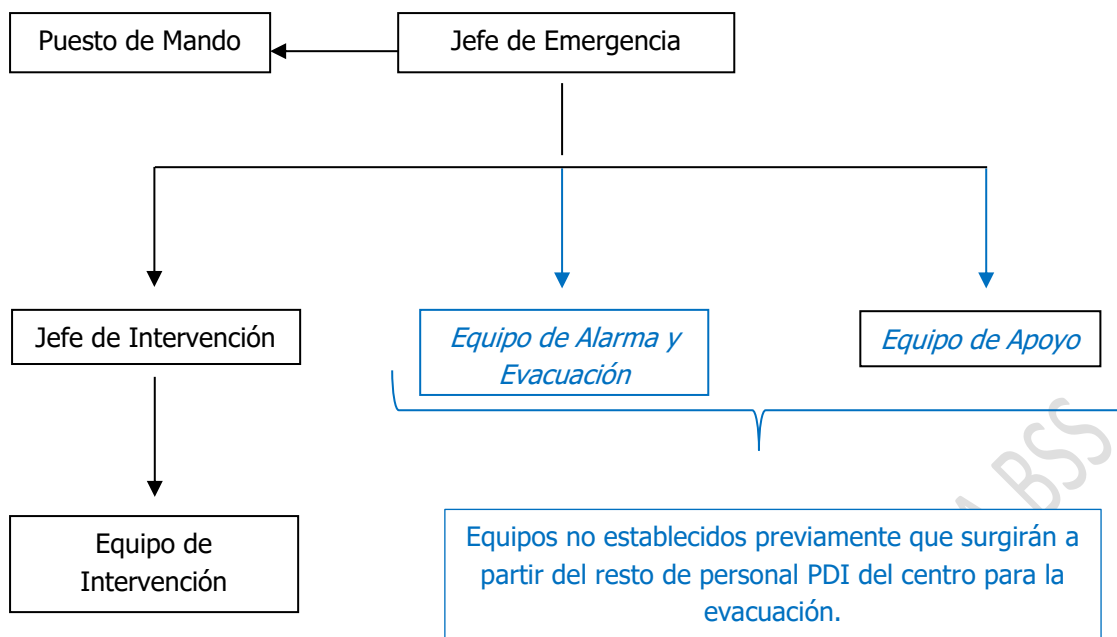 Puesto de Mando
Jefe de Emergencia
Jefe de Intervención
Equipo de Alarma y
Evacuación
Equipo de Apoyo
Equipo de
Intervención
Equipos no establecidos previamente que surgirán a
partir del resto de personal PDI del centro para la
evacuación.
A BSS